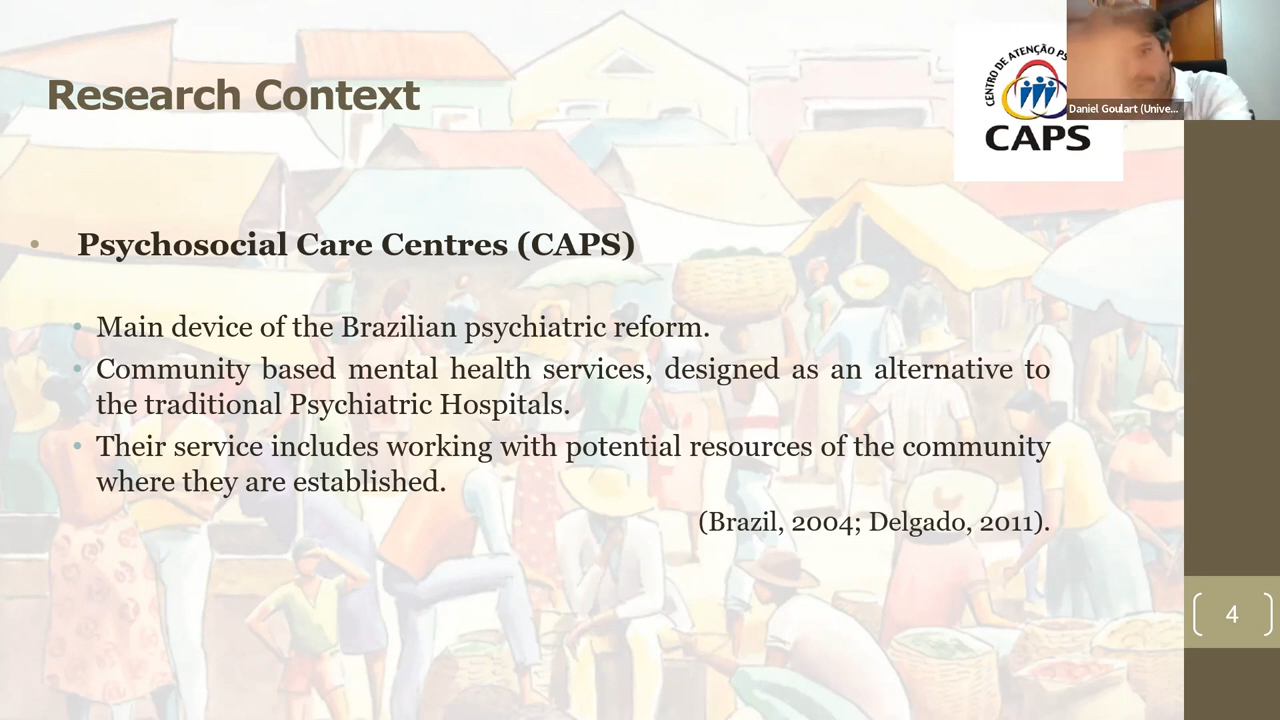 Research Context
CENTRO DE ATENÇÃO
CAPS
Daniel Goulart (Unive...
• Psychosocial Care Centres (CAPS)
• Main device of the Brazilian psychiatric reform.
• Community based mental health services, designed as an alternative to
the traditional Psychiatric Hospitals.
• Their service includes working with potential resources of the community
where they are established.
(Brazil, 2004; Delgado, 2011).
4